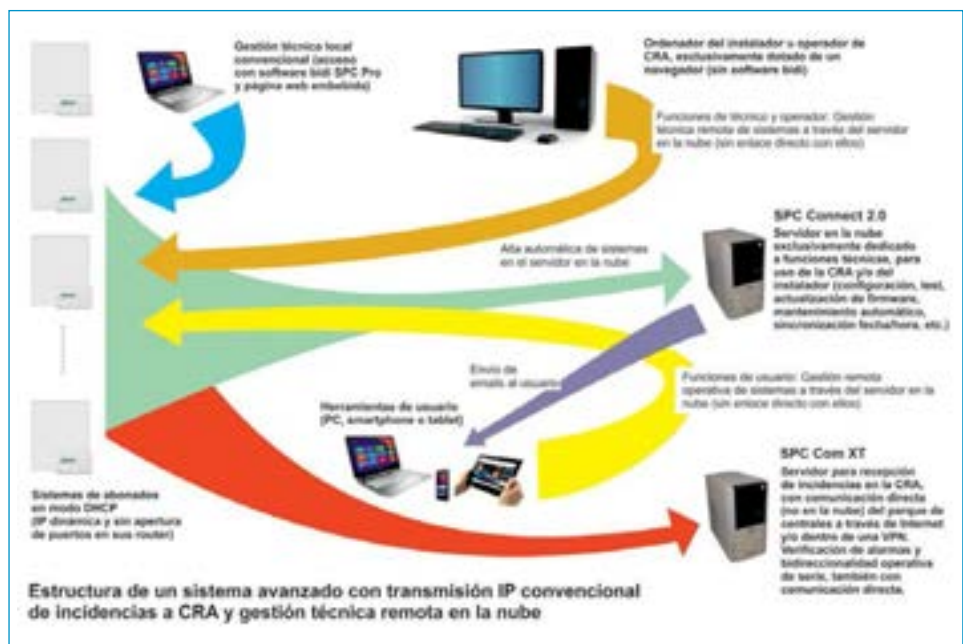 Gestión técnica local
convencional (acceso
con software bidi SPC Pro
y página web embebida)
Ordenador del instalador u operador de
CRA, exclusivamente dotado de un
navegador (sin software bidi)
Funciones de técnico y operador: Gestión
técnica remota de sistemas a través del servidor
en la nube (sin enlace directo con ellos)
SPC Connect 2.0
Servidor en la nube
exclusivamente dedicado
a funciones técnicas, para
uso de la CRA y/o del
instalador (configuración, test,
actualización de firmware,
mantenimiento automático,
sincronización fecha/hora, etc.)
Alta automática de sistemas
en el servidor en la nube
Envío de
emails al usuario
Funciones de usuario: Gestión remota
operativa de sistemas a través del servidor en la
nube (sin enlace directo con ellos)
Herramientas de usuario
(PC, smartphone o tablet)
SPC Com XT
Servidor para recepción
de incidencias en la CRA,
con comunicación directa
(no en la nube) del parque de
centrales a través de Internet
y/o dentro de una VPN.
Verificación de alarmas y
bidireccionalidad operativa
de serie, también con
comunicación directa.
Sistemas de abonados
en modo DHCP
(IP dinámica y sin apertura
de puertos en sus router)
Estructura de un sistema avanzado con transmisión IP convencional
de incidencias a CRA y gestión técnica remota en la nube